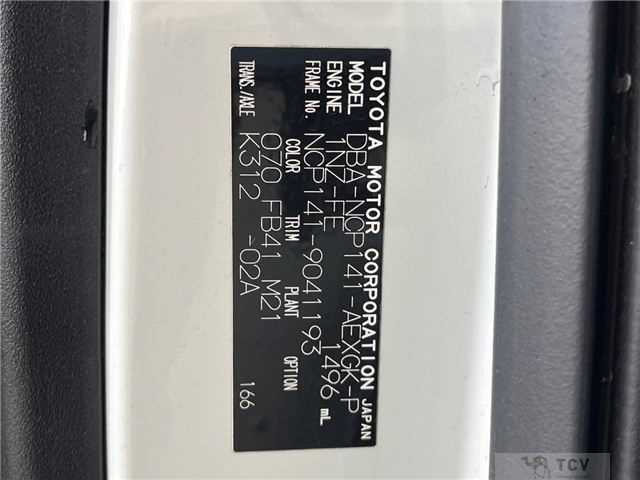 TOYOTA MOTOR CORPORATION JAPAN
MODEL DBA-NCP141-AEXGK-P
ENGINE 1NZ-FE 1496 mL
FRAME No. NCP141-9041193
COLOR TRIM PLANT OPTION
070 FB41 M21
TRANS./AXLE K312 -02A 166
TCV